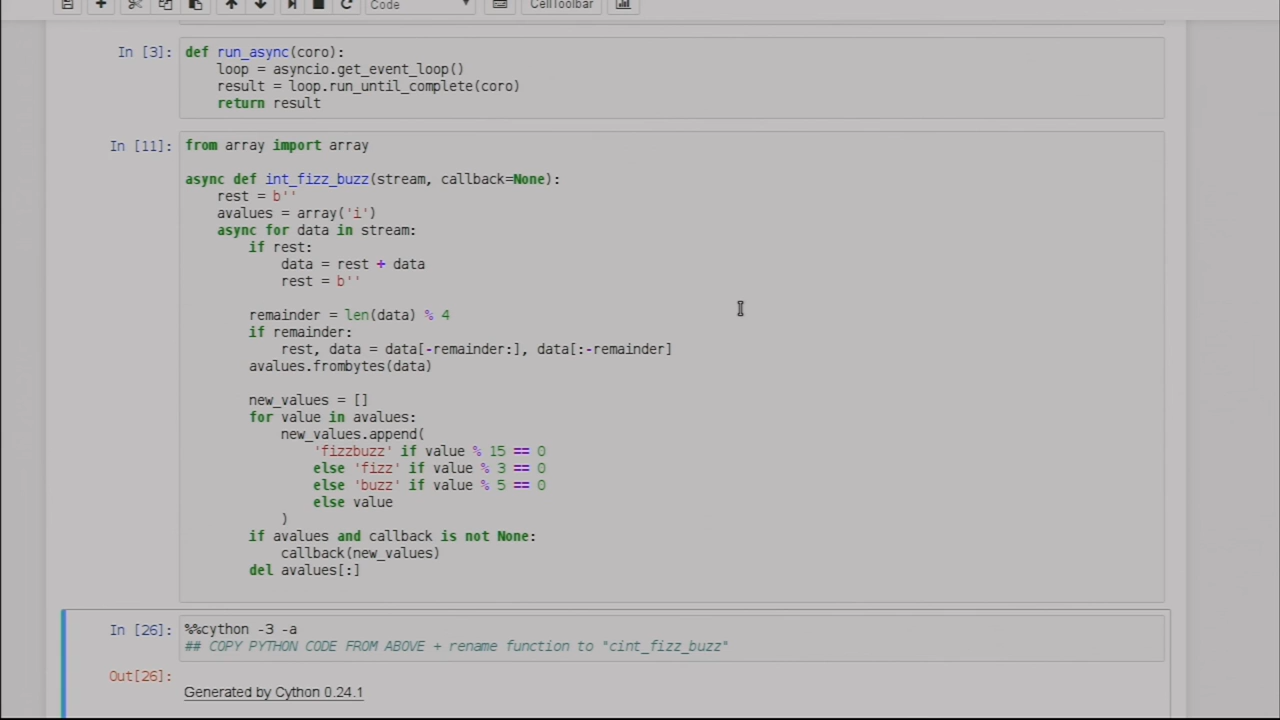 Code
CellToolbar
In [3]:
def run_async(coro):
    loop = asyncio.get_event_loop()
    result = loop.run_until_complete(coro)
    return result
In [11]:
from array import array
async def int_fizz_buzz(stream, callback=None):
    rest = b''
    avalues = array('i')
    async for data in stream:
        if rest:
            data = rest + data
            rest = b''
        remainder = len(data) % 4
        if remainder:
            rest, data = data[-remainder:], data[:-remainder]
        avalues.frombytes(data)
        new_values = []
        for value in avalues:
            new_values.append(
                'fizzbuzz' if value % 15 == 0
                else 'fizz' if value % 3 == 0
                else 'buzz' if value % 5 == 0
                else value
            )
        if avalues and callback is not None:
            callback(new_values)
        del avalues[:]
In [26]:
%%cython -3 -a
## COPY PYTHON CODE FROM ABOVE + rename function to "cint_fizz_buzz"
Out[26]:
Generated by Cython 0.24.1